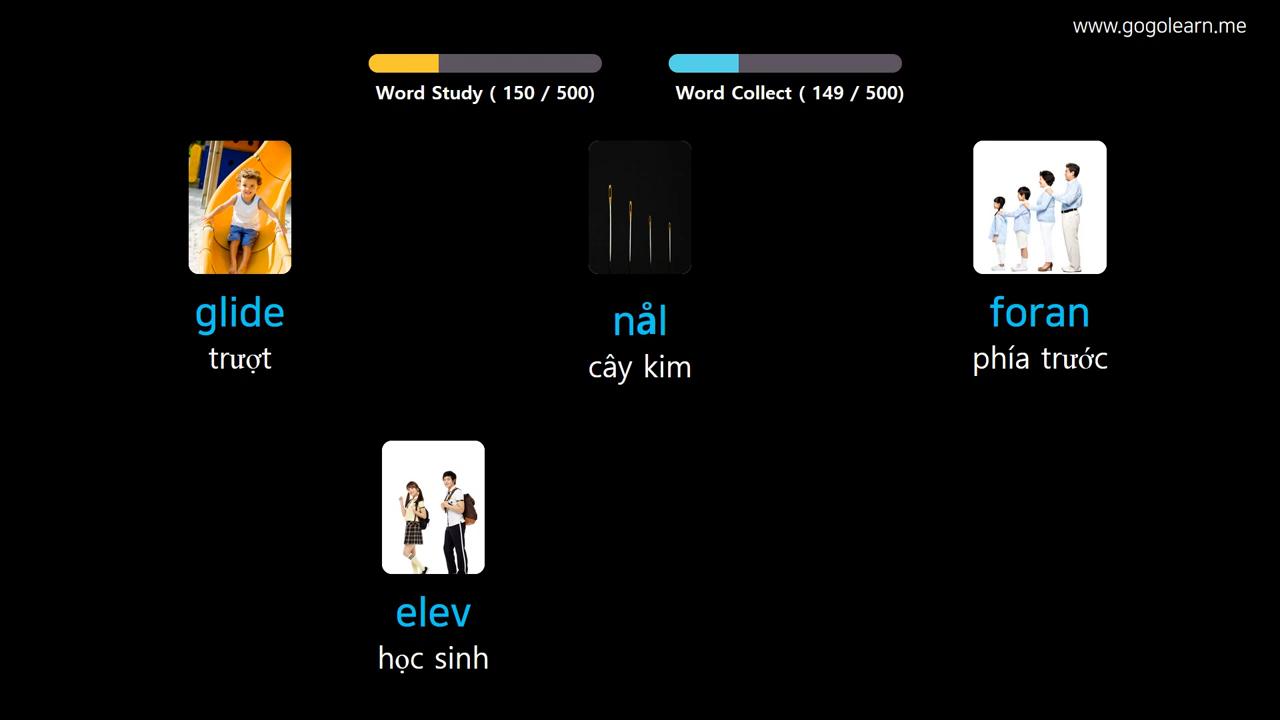 www.gogolearn.me
Word Study ( 150 / 500)
Word Collect ( 149 / 500)
glide
trượt
nål
cây kim
foran
phía trước
elev
học sinh